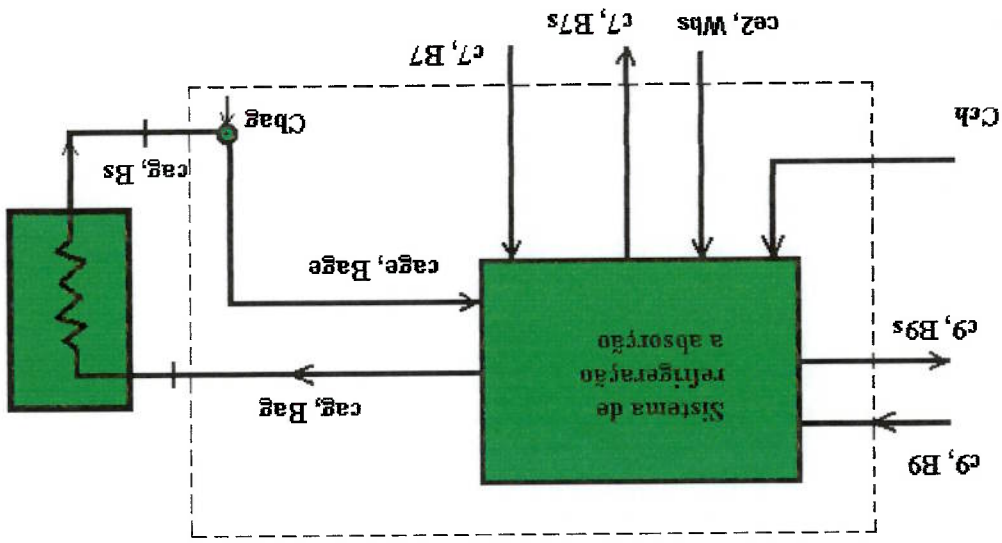 c9, B9
cag, Bag
Sistema de
refrigeração
a absorção
c9, B9s
cage, Bage
cag, Bs
Cch
Cbag
ce2, Wbs
c7, B7s
c7, B7